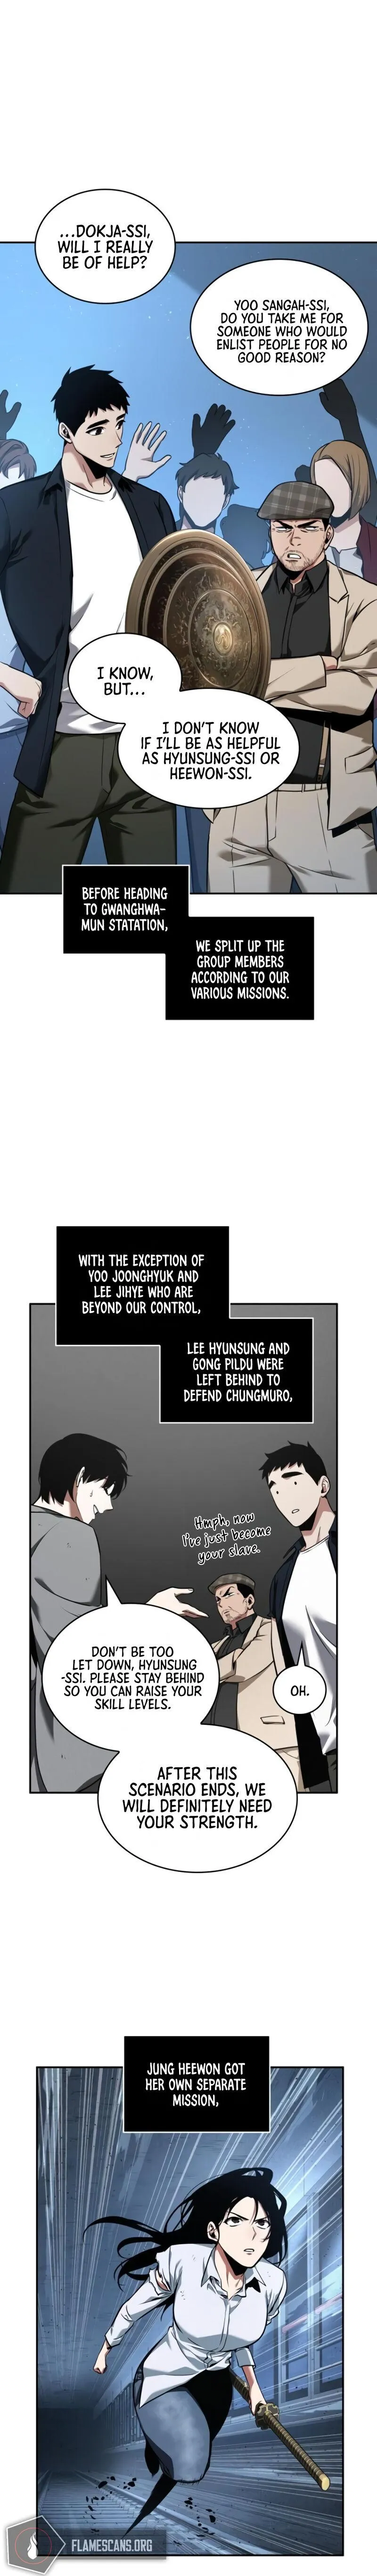 ...DOKJA-SSI,
WILL I REALLY
BE OF HELP?
YOO SANGAH-SSI,
DO YOU TAKE ME FOR
SOMEONE WHO WOULD
ENLIST PEOPLE FOR NO
GOOD REASON?
I KNOW,
BUT...
I DON'T KNOW
IF I'LL BE AS HELPFUL
AS HYUNSUNG-SSI OR
HEEWON-SSI.
BEFORE HEADING
TO GWANGHWA-
MUN STATATION,
WE SPLIT UP THE
GROUP MEMBERS
ACCORDING TO OUR
VARIOUS MISSIONS.
WITH THE EXCEPTION OF
YOO JOONGHYUK AND
LEE JIHYE WHO ARE
BEYOND OUR CONTROL,
LEE HYUNSUNG AND
GONG PILDU WERE
LEFT BEHIND TO
DEFEND CHUNGMURO,
Hmph, now
I've just become
your slave.
DON'T BE TOO
LET DOWN, HYUNSUNG
-SSI. PLEASE STAY BEHIND
SO YOU CAN RAISE YOUR
SKILL LEVELS.
OH.
AFTER THIS
SCENARIO ENDS, WE
WILL DEFINITELY NEED
YOUR STRENGTH.
JUNG HEEWON GOT
HER OWN SEPARATE
MISSION,
FLAMESCANS.ORG